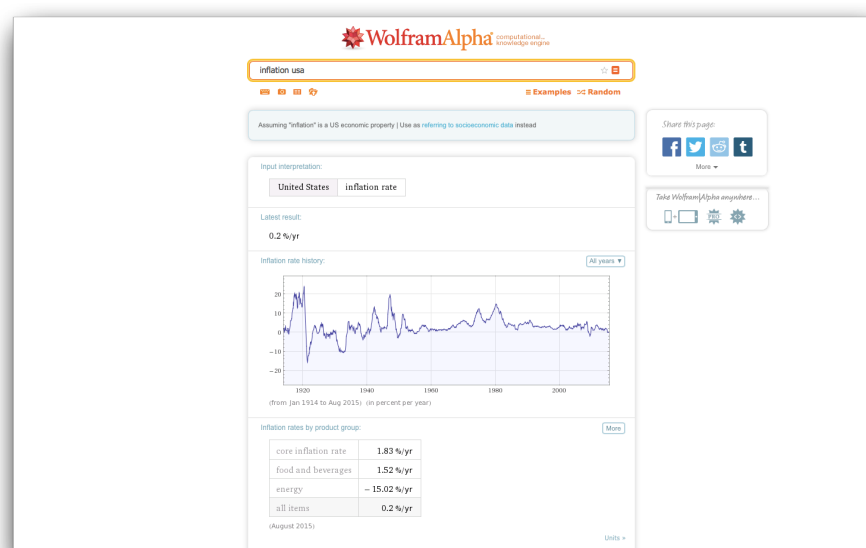 WolframAlpha computational... knowledge engine
inflation usa
Examples Random
Assuming "inflation" is a US economic property | Use as referring to socioeconomic data instead
Share this page:
More
Take Wolfram|Alpha anywhere...
Input interpretation:
United States inflation rate
Latest result:
0.2 %/yr
Inflation rate history:
All years
20
10
0
−10
−20
1920 1940 1960 1980 2000
(from Jan 1914 to Aug 2015) (in percent per year)
Inflation rates by product group:
More
core inflation rate 1.83 %/yr
food and beverages 1.52 %/yr
energy −15.02 %/yr
all items 0.2 %/yr
(August 2015)
Units »